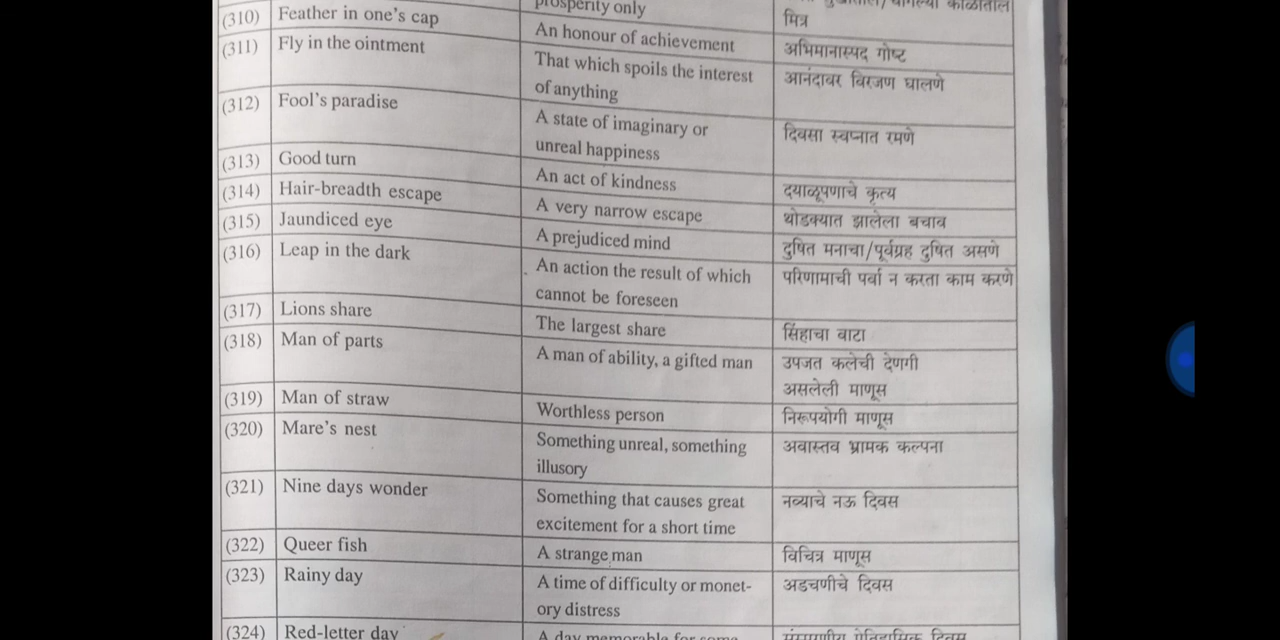 prosperity only
(310) Feather in one's cap
मित्र
An honour of achievement
अभिमानास्पद गोष्ट
(311) Fly in the ointment
That which spoils the interest
आनंदावर विरजण घालणे
of anything
(312) Fool's paradise
A state of imaginary or
दिवसा स्वप्नात रमणे
unreal happiness
(313) Good turn
An act of kindness
दयाळूपणाचे कृत्य
(314) Hair-breadth escape
A very narrow escape
थोडक्यात झालेला बचाव
(315) Jaundiced eye
A prejudiced mind
दुषित मनाचा/पूर्वग्रह दुषित असणे
(316) Leap in the dark
An action the result of which
परिणामाची पर्वा न करता काम करणे
cannot be foreseen
(317) Lions share
The largest share
सिंहाचा वाटा
(318) Man of parts
A man of ability, a gifted man
उपजत कलेची देणगी
असलेली माणूस
(319) Man of straw
Worthless person
निरूपयोगी माणूस
(320) Mare's nest
Something unreal, something
अवास्तव भ्रामक कल्पना
illusory
(321) Nine days wonder
Something that causes great
नव्याचे नऊ दिवस
excitement for a short time
(322) Queer fish
A strange man
विचित्र माणूस
(323) Rainy day
A time of difficulty or monet-
अडचणीचे दिवस
ory distress
(324) Red-letter day
A day memorable for some
दिवस